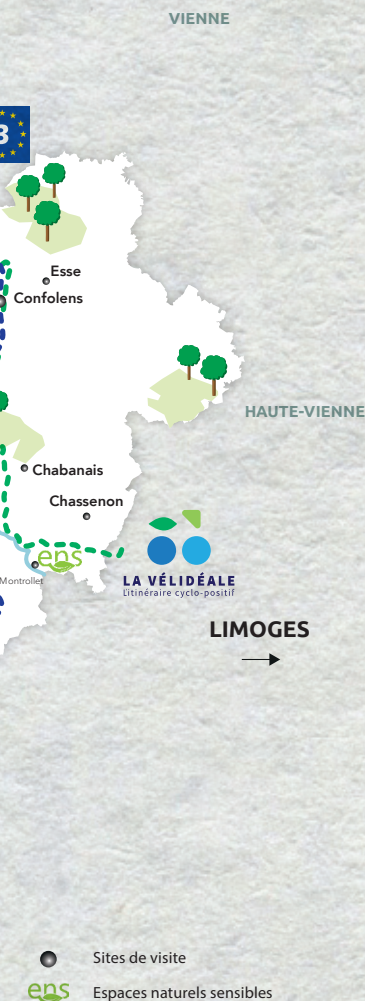 VIENNE
3
Esse
Confolens
HAUTE-VIENNE
Chabanais
Chassenon
ens
Montrollet
LA VÉLIDÉALE
L'itinéraire cyclo-positif
LIMOGES
Sites de visite
ens
Espaces naturels sensibles